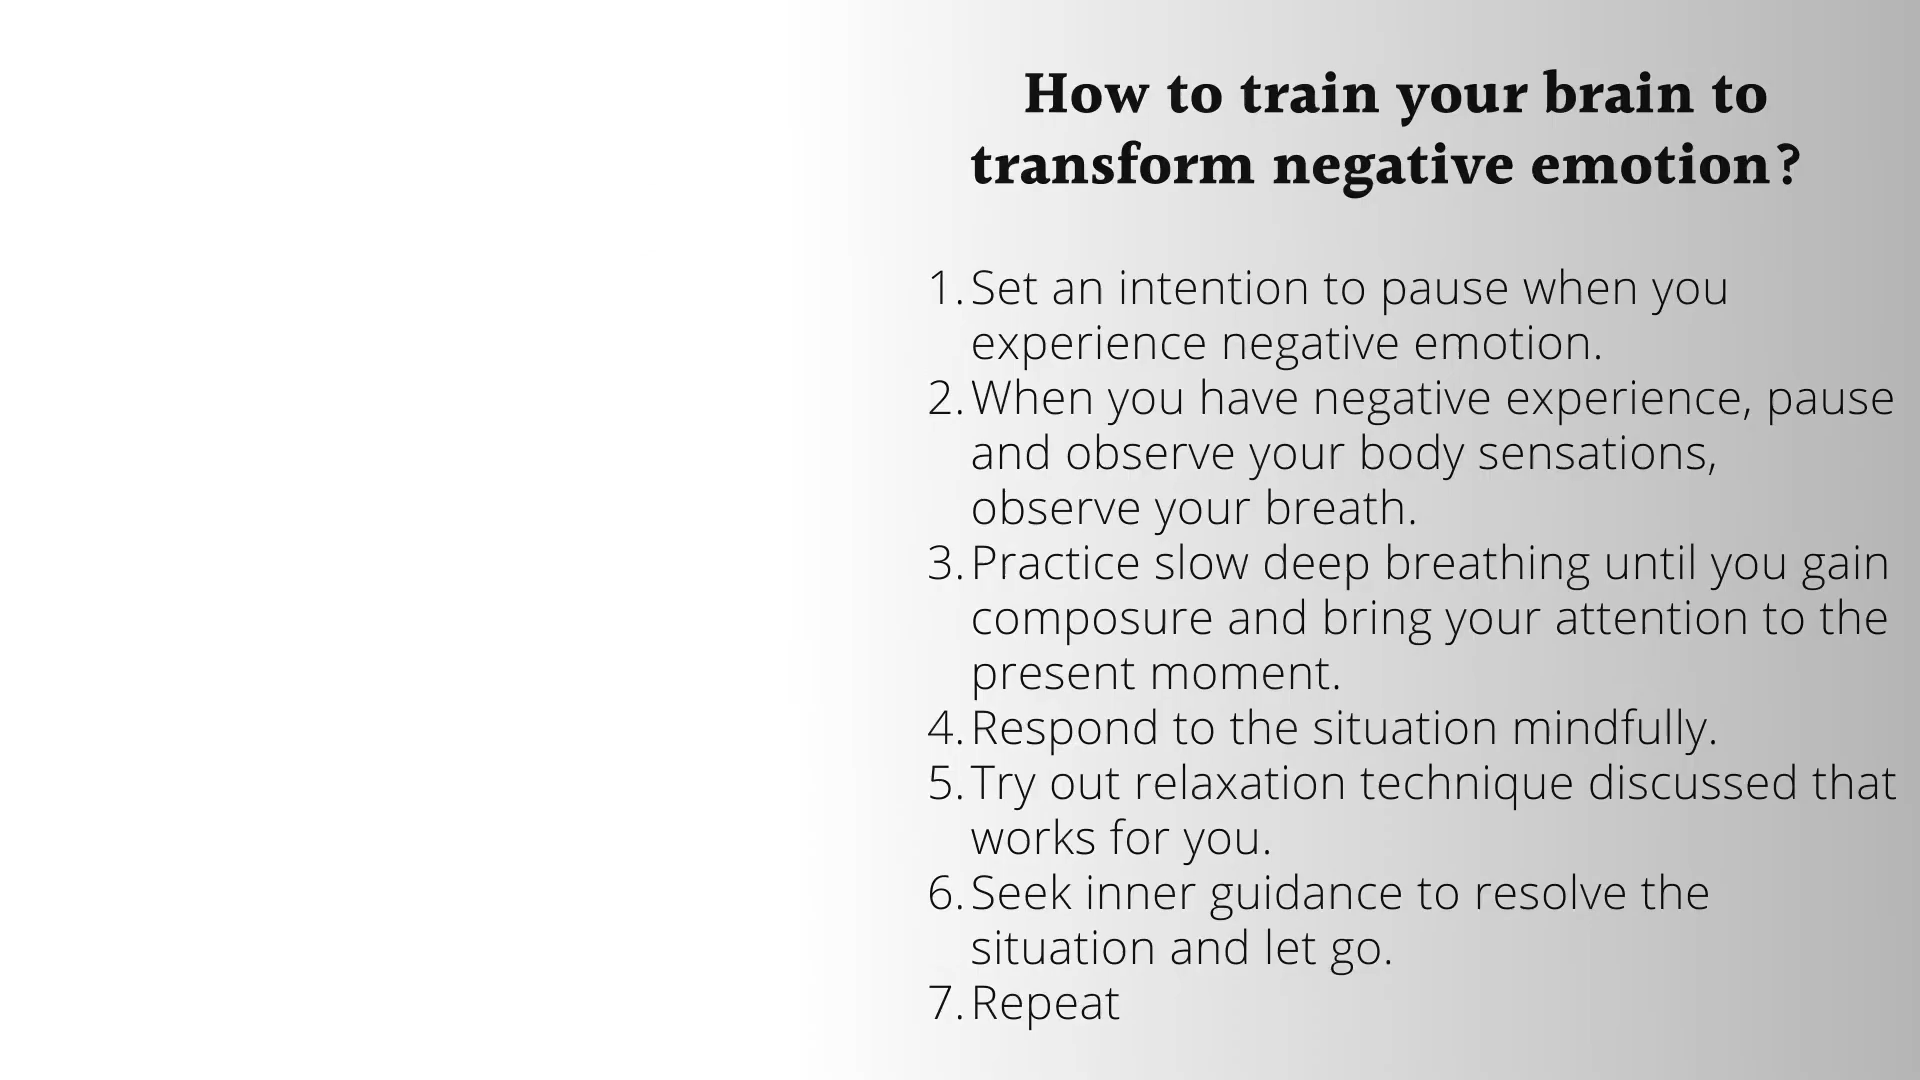 How to train your brain to
transform negative emotion?
1. Set an intention to pause when you
experience negative emotion.
2. When you have negative experience, pause
and observe your body sensations,
observe your breath.
3. Practice slow deep breathing until you gain
composure and bring your attention to the
present moment.
4. Respond to the situation mindfully.
5. Try out relaxation technique discussed that
works for you.
6. Seek inner guidance to resolve the
situation and let go.
7. Repeat